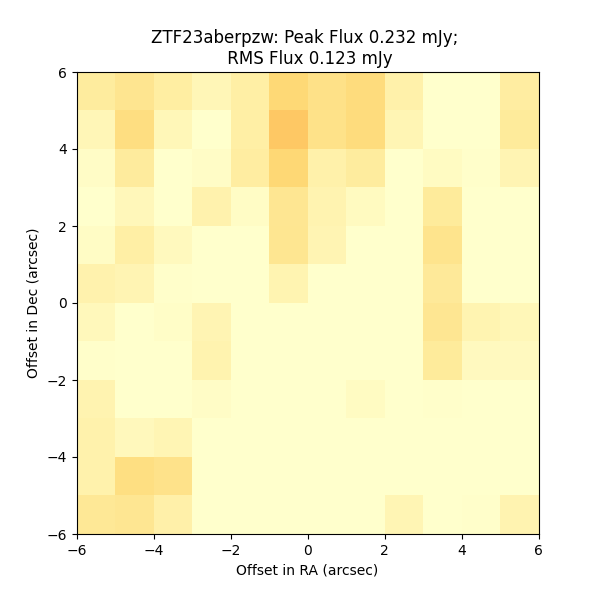 ZTF23aberpzw: Peak Flux 0.232 mJy;
RMS Flux 0.123 mJy
6
4
2
0
−2
−4
−6
Offset in Dec (arcsec)
−6 −4 −2 0 2 4 6
Offset in RA (arcsec)